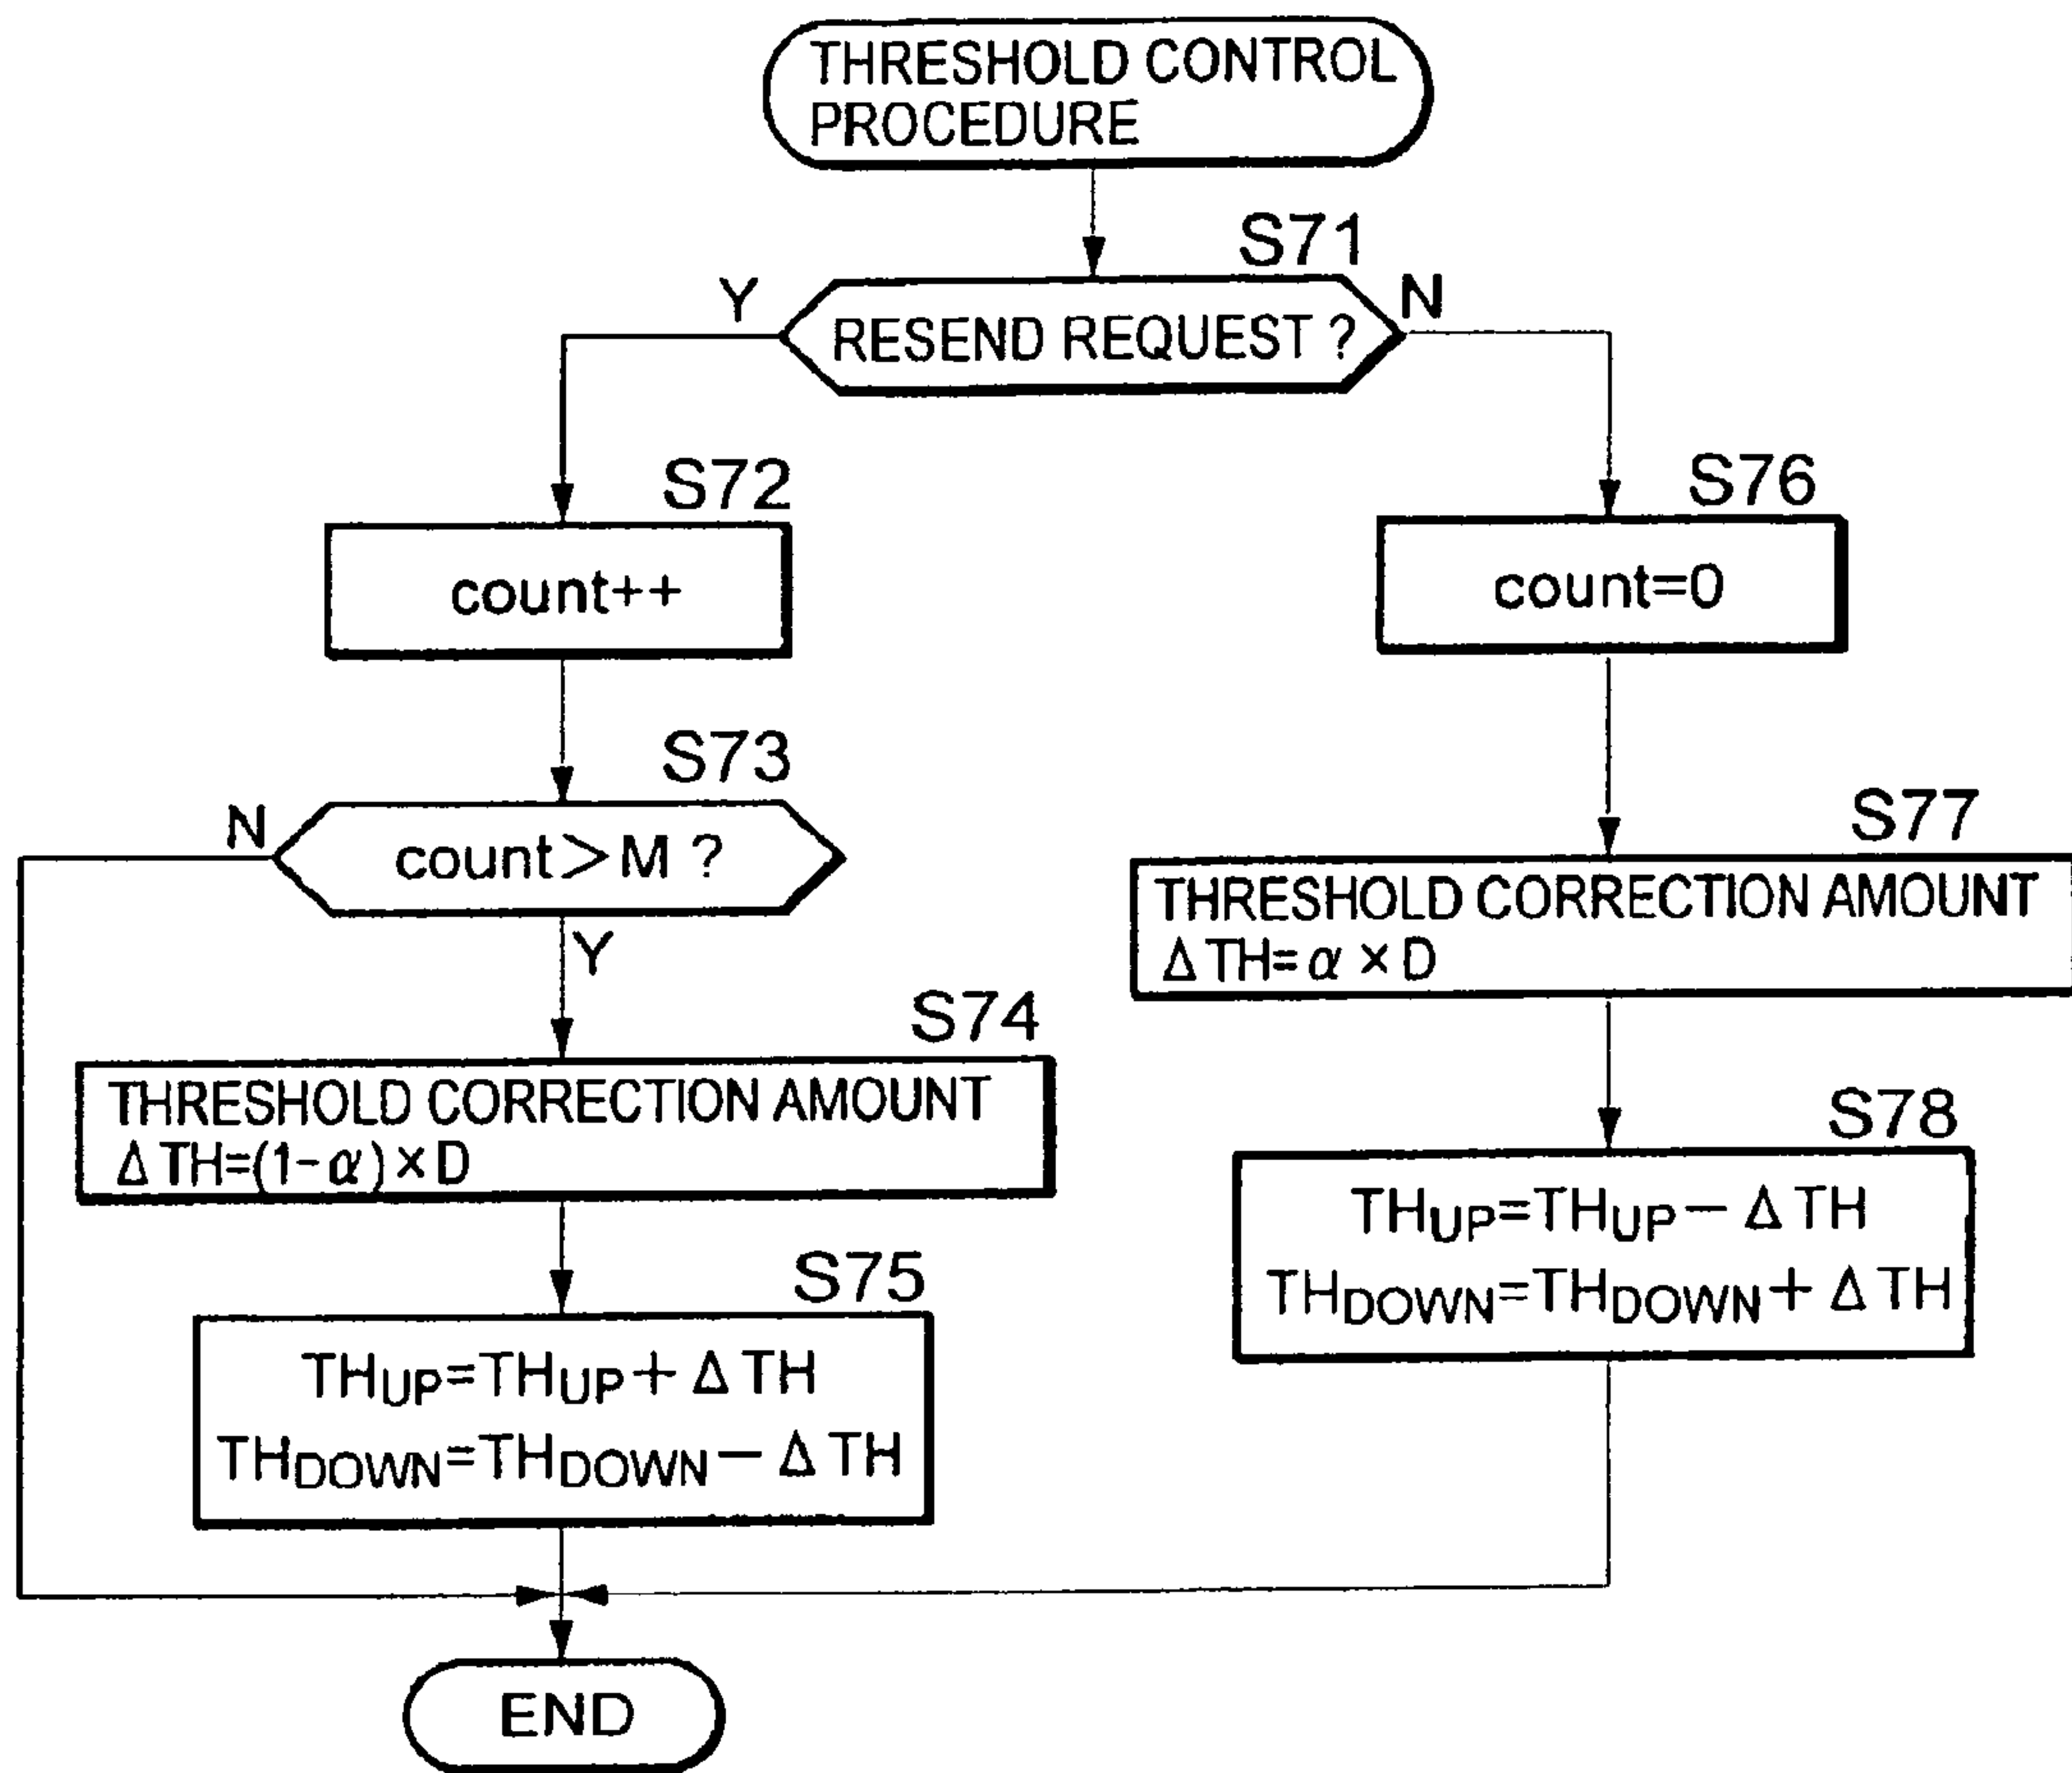 THRESHOLD CONTROL
PROCEDURE
S71
Y
RESEND REQUEST ?
N
S72
count++
S76
count=0
S73
N
count>M ?
Y
S77
THRESHOLD CORRECTION AMOUNT
ΔTH=α×D
S74
THRESHOLD CORRECTION AMOUNT
ΔTH=(1-α)×D
S78
THUP=THUP-ΔTH
THDOWN=THDOWN+ΔTH
S75
THUP=THUP+ΔTH
THDOWN=THDOWN-ΔTH
END